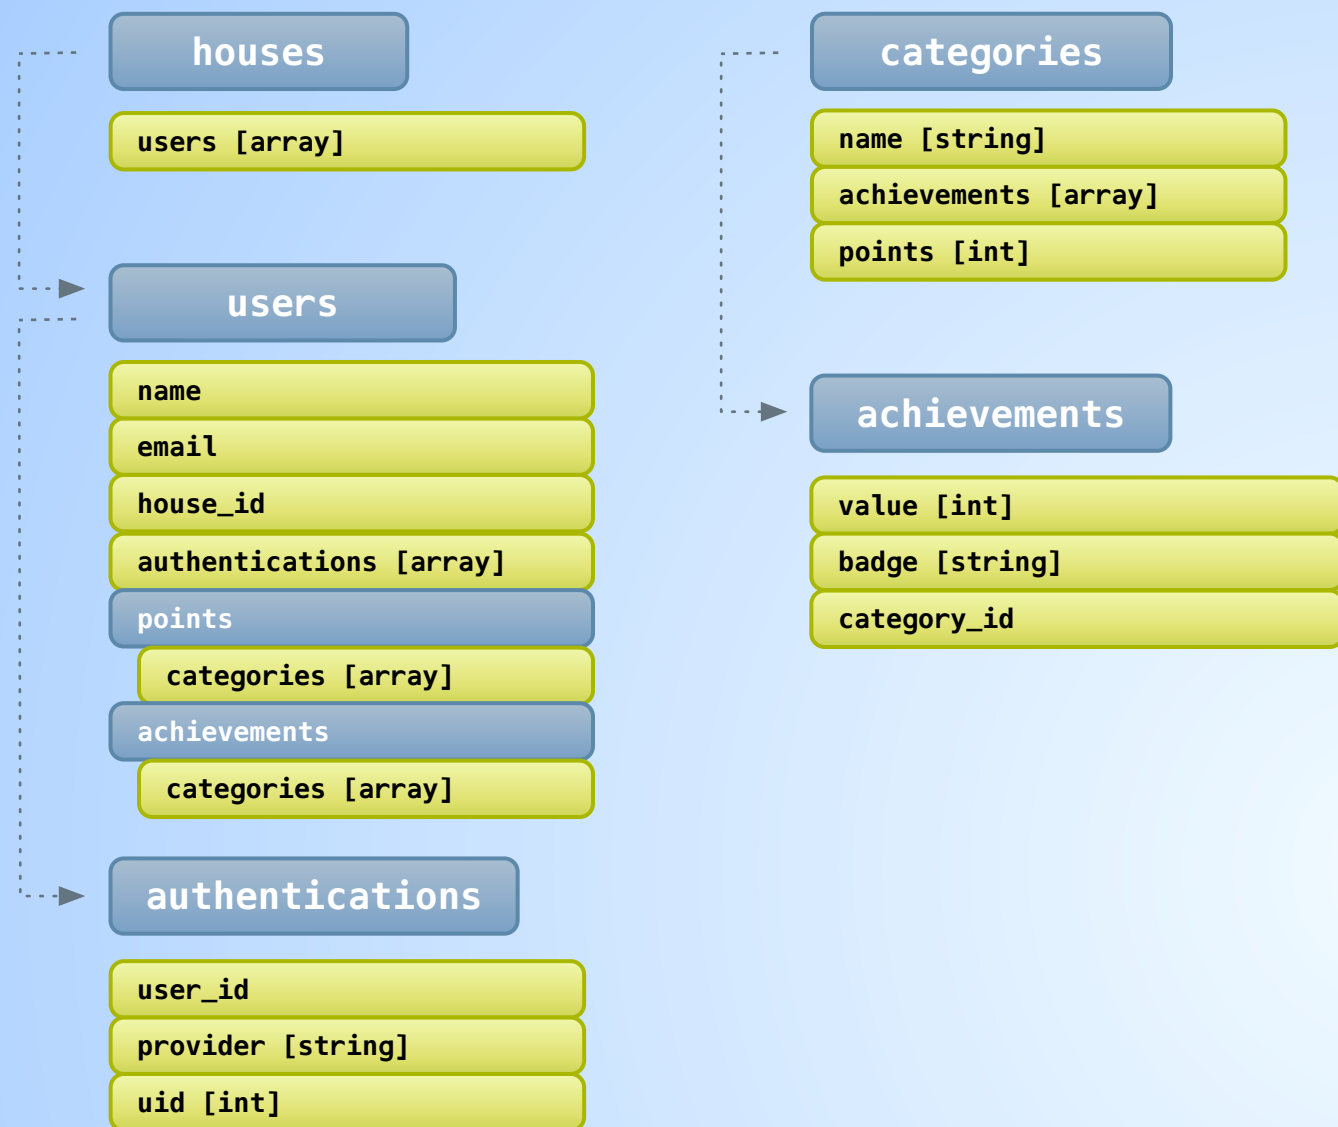 houses
users [array]
users
name
email
house_id
authentications [array]
points
categories [array]
achievements
categories [array]
authentications
user_id
provider [string]
uid [int]
categories
name [string]
achievements [array]
points [int]
achievements
value [int]
badge [string]
category_id